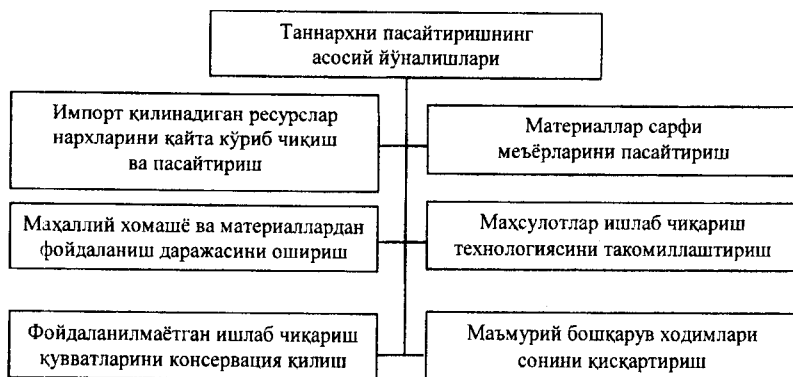 Таннархни пасайтиришнинг
асосий йўналишлари
Импорт қилинадиган ресурслар
нархларини қайта кўриб чиқиш
ва пасайтириш
Материаллар сарфи
меъёрларини пасайтириш
Маҳаллий хомашё ва материаллардан
фойдаланиш даражасини ошириш
Маҳсулотлар ишлаб чиқариш
технологиясини такомиллаштириш
Фойдаланилмаётган ишлаб чиқариш
қувватларини консервация қилиш
Маъмурий бошқарув ходимлари
сонини қисқартириш